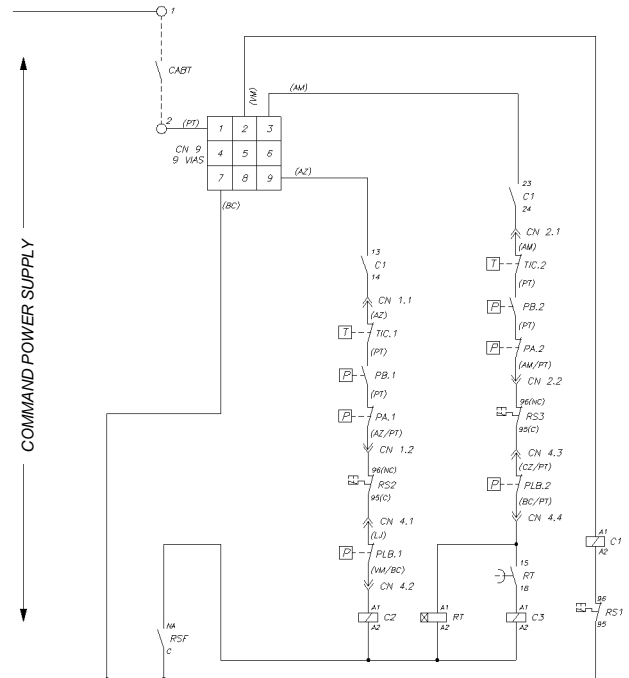 1
CABT
2
(PT)
(VM)
(AM)
CN 9
9 VIAS
1 2 3
4 5 6
7 8 9
(AZ)
(BC)
COMMAND POWER SUPPLY
13
C1
14
CN 1.1
(AZ)
T
TIC.1
(PT)
P
PB.1
(PT)
P
PA.1
(AZ/PT)
CN 1.2
96(NC)
RS2
95(C)
CN 4.1
(LJ)
P
PLB.1
(VM/BC)
CN 4.2
A1
C2
A2
23
C1
24
CN 2.1
(AM)
T
TIC.2
(PT)
P
PB.2
(PT)
P
PA.2
(AM/PT)
CN 2.2
96(NC)
RS3
95(C)
CN 4.3
(CZ/PT)
P
PLB.2
(BC/PT)
CN 4.4
A1
RT
A2
15
RT
18
A1
C3
A2
A1
C1
A2
96
RS1
95
NA
RSF
C